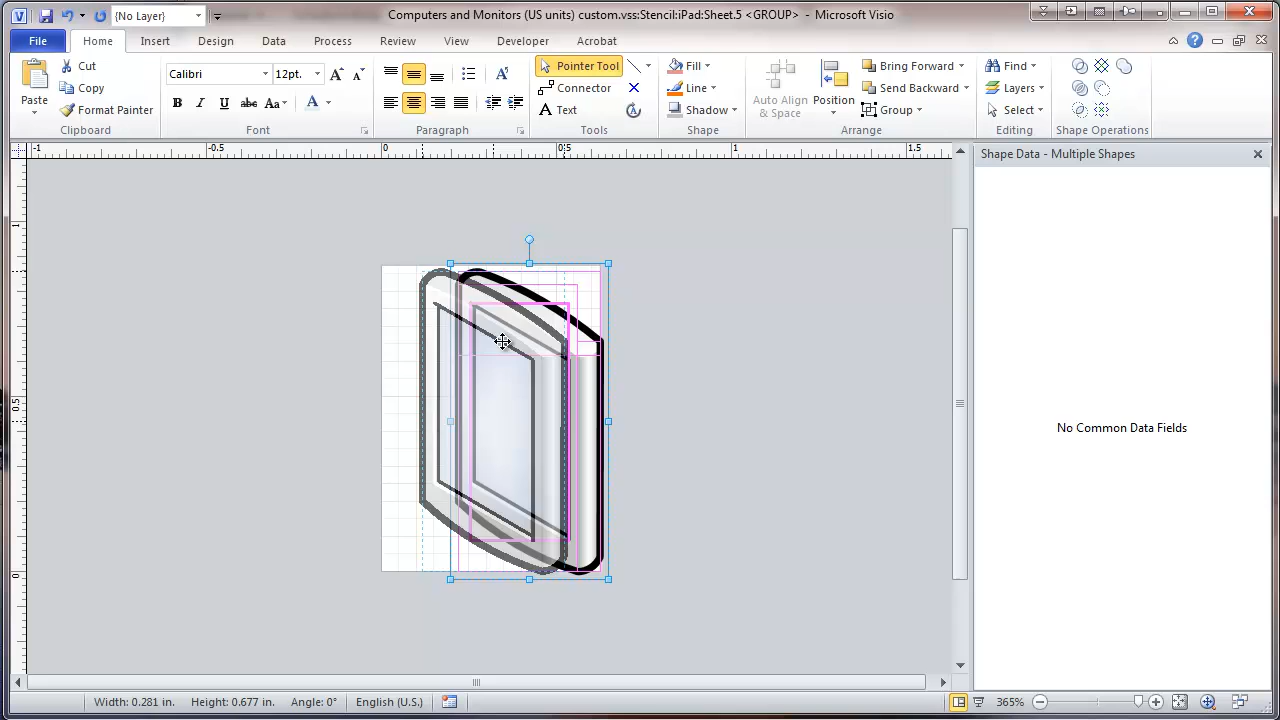 {No Layer}
Computers and Monitors (US units) custom.vss:Stencil:iPad:Sheet.5 <GROUP> - Microsoft Visio
File Home Insert Design Data Process Review View Developer Acrobat
Paste
Cut
Copy
Format Painter
Clipboard
Calibri 12pt.
B I U abc Aa A
Font
Paragraph
Pointer Tool
Connector
A Text
Tools
Fill
Line
Shadow
Shape
Auto Align & Space
Position
Bring Forward
Send Backward
Group
Arrange
Find
Layers
Select
Editing
Shape Operations
-1 -0.5 0 0.5 1 1.5
1
0.5
0
Shape Data - Multiple Shapes
No Common Data Fields
Width: 0.281 in. Height: 0.677 in. Angle: 0° English (U.S.) 365%